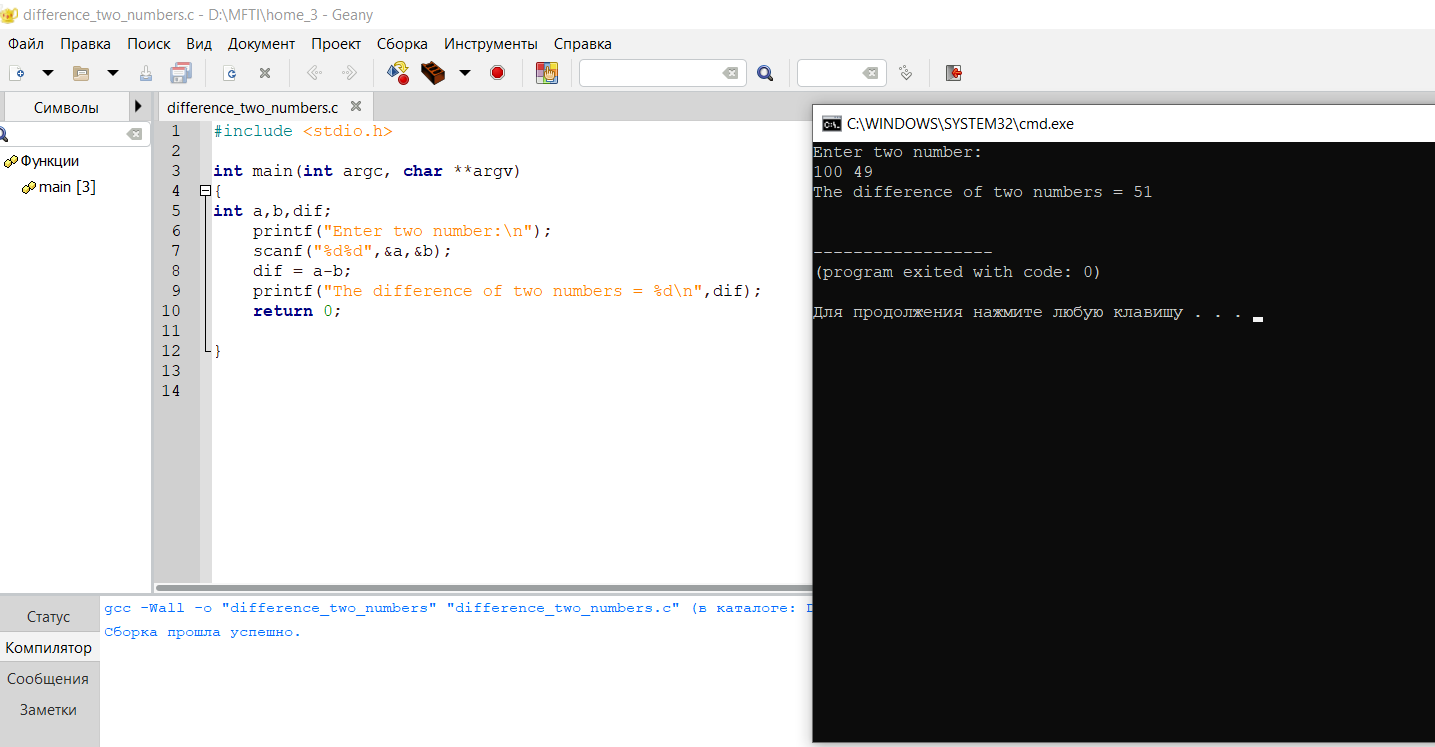 difference_two_numbers.c - D:\MFTI\home_3 - Geany
Файл Правка Поиск Вид Документ Проект Сборка Инструменты Справка
Символы
Функции
main [3]
difference_two_numbers.c
1 #include <stdio.h>
2
3 int main(int argc, char **argv)
4 {
5 int a,b,dif;
6 printf("Enter two number:\n");
7 scanf("%d%d",&a,&b);
8 dif = a-b;
9 printf("The difference of two numbers = %d\n",dif);
10 return 0;
11
12 }
13
14
C:\WINDOWS\SYSTEM32\cmd.exe
Enter two number:
100 49
The difference of two numbers = 51
------------------
(program exited with code: 0)
Для продолжения нажмите любую клавишу . . .
Статус
Компилятор
Сообщения
Заметки
gcc -Wall -o "difference_two_numbers" "difference_two_numbers.c" (в каталоге:
Сборка прошла успешно.